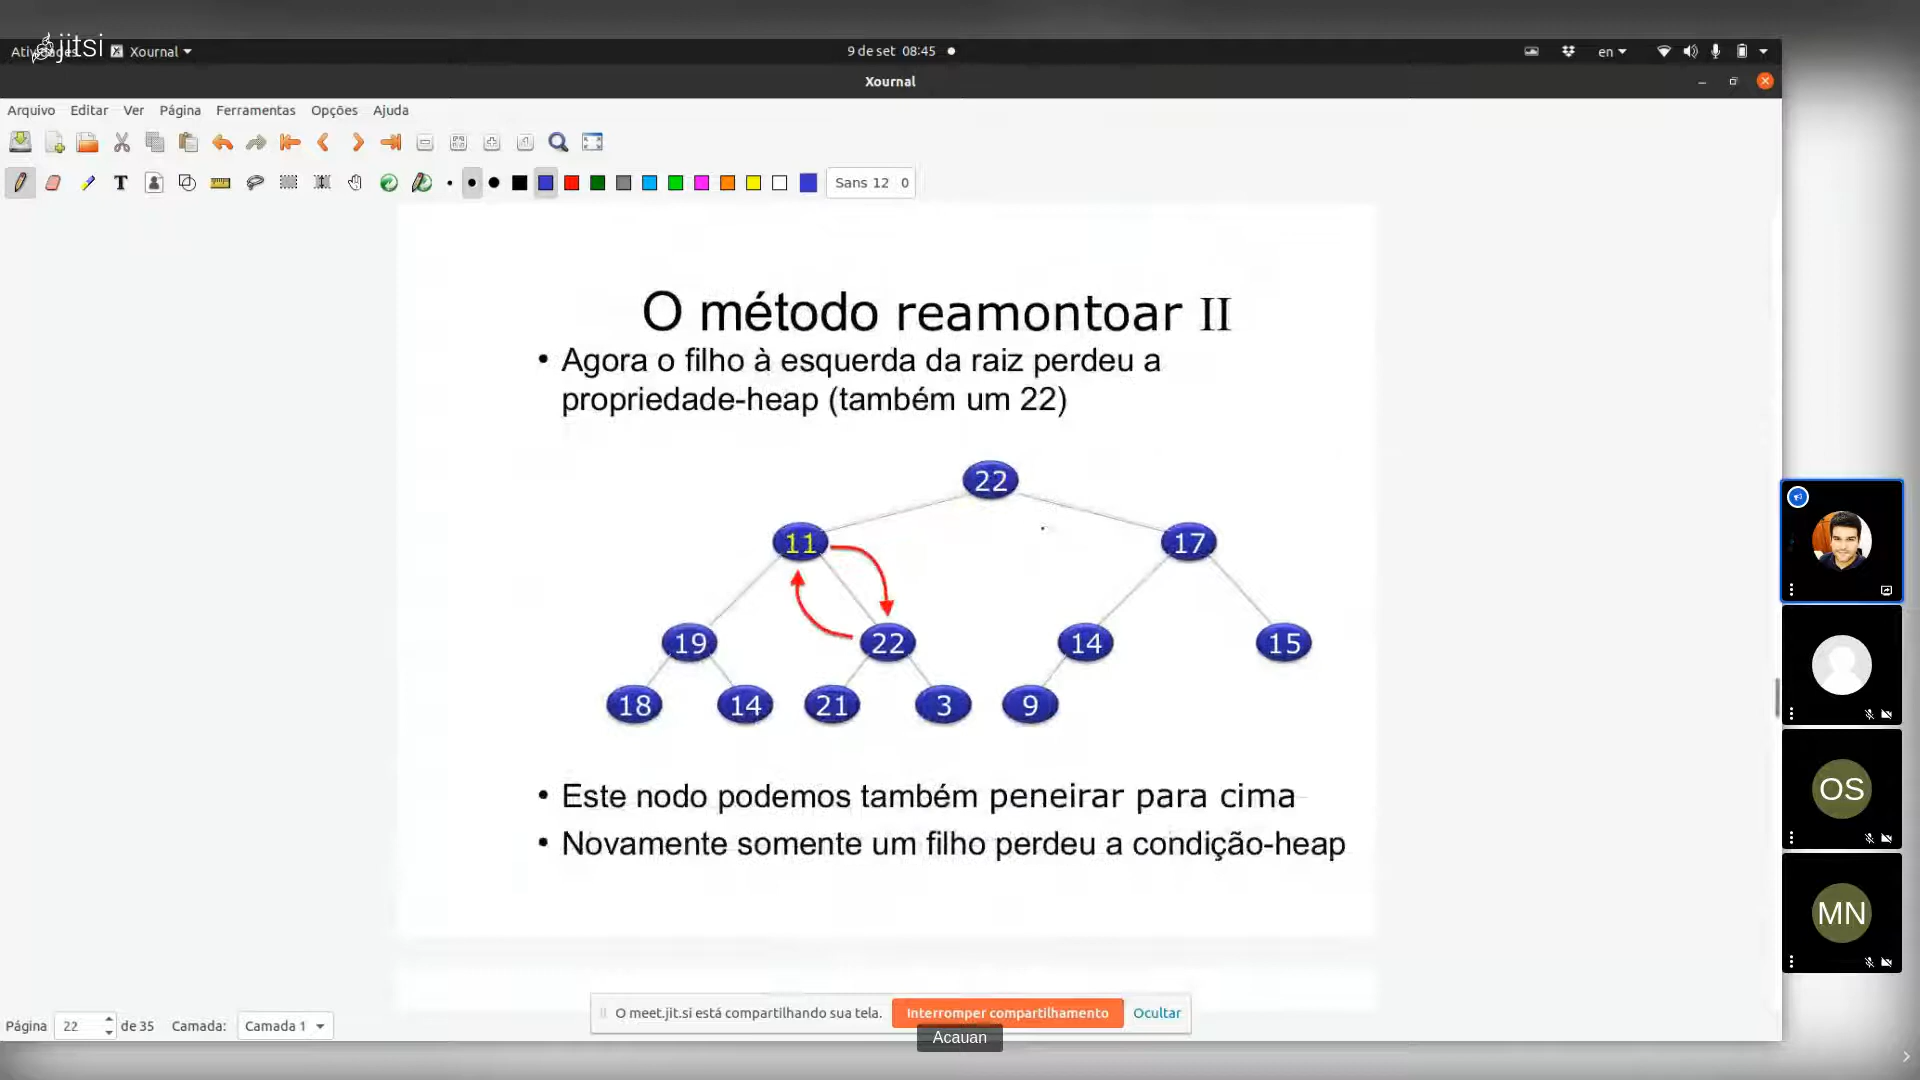 jitsi
Xournal
9 de set 08:45
en
Xournal
Arquivo Editar Ver Página Ferramentas Opções Ajuda
Sans 12 0
O método reamontoar II
• Agora o filho à esquerda da raiz perdeu a
propriedade-heap (também um 22)
22
11 17
19 22 14 15
18 14 21 3 9
• Este nodo podemos também peneirar para cima
• Novamente somente um filho perdeu a condição-heap
OS
MN
O meet.jit.si está compartilhando sua tela. Interromper compartilhamento Ocultar
Página 22 de 35 Camada: Camada 1
Acauan